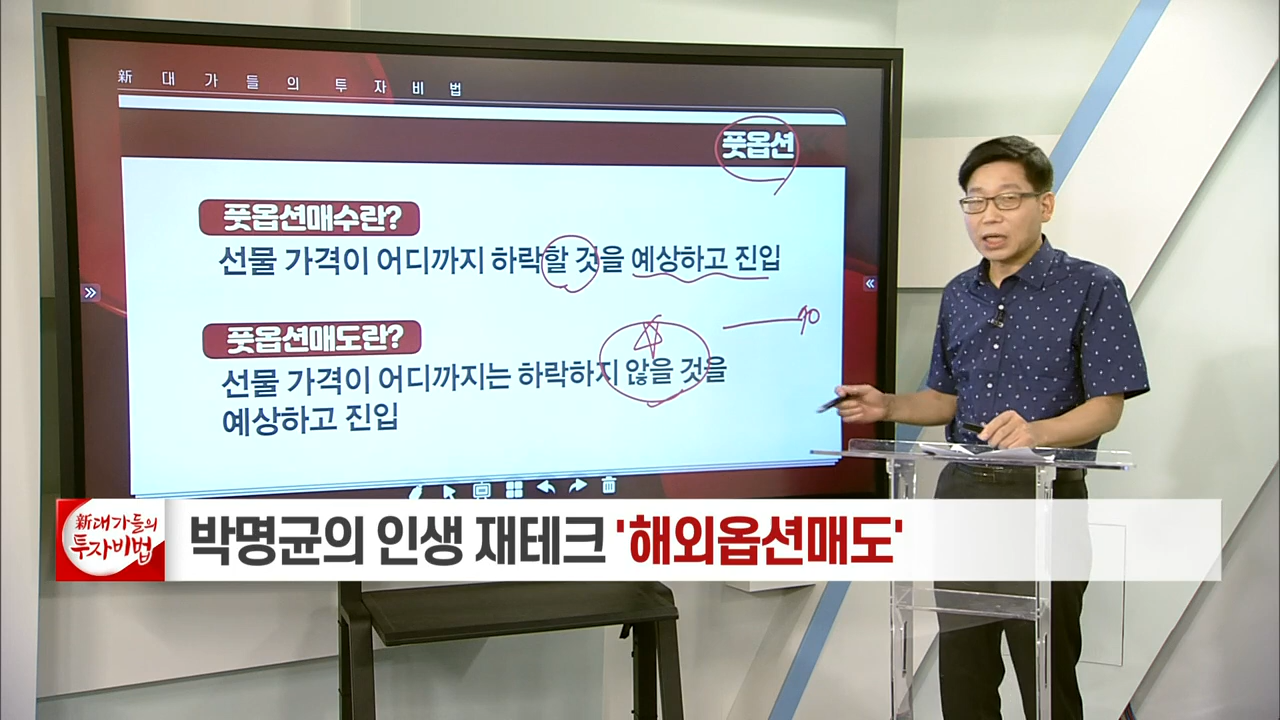 新 대 가 들 의 투 자 비 법
풋옵션
풋옵션매수란?
선물 가격이 어디까지 하락할 것을 예상하고 진입
풋옵션매도란?
선물 가격이 어디까지는 하락하지 않을 것을
예상하고 진입
新대가들의
투자비법
박명균의 인생 재테크 '해외옵션매도'